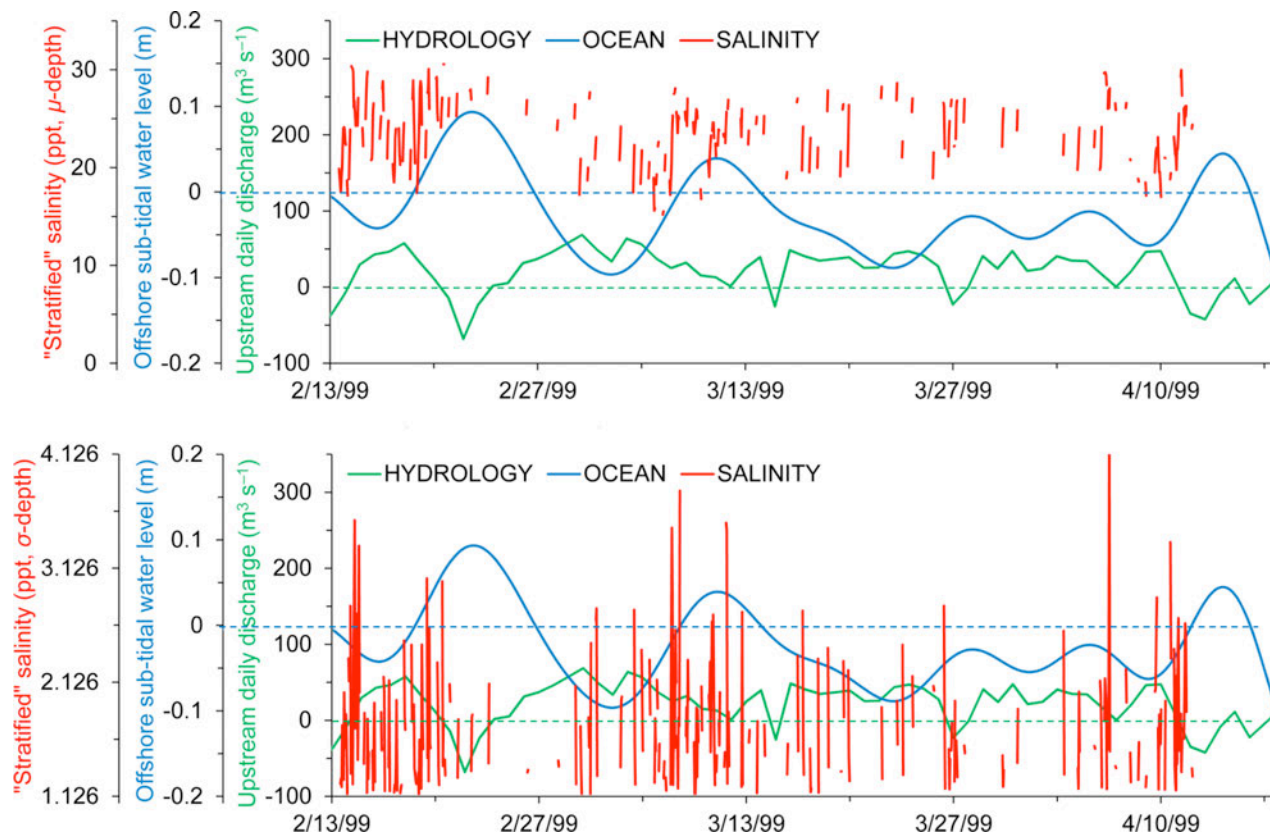 "Stratified" salinity (ppt, μ-depth)
Offshore sub-tidal water level (m)
Upstream daily discharge (m³ s⁻¹)
30
20
10
0
0.2
0.1
0
-0.1
-0.2
300
200
100
0
-100
HYDROLOGY OCEAN SALINITY
2/13/99 2/27/99 3/13/99 3/27/99 4/10/99
"Stratified" salinity (ppt, σ-depth)
Offshore sub-tidal water level (m)
Upstream daily discharge (m³ s⁻¹)
4.126
3.126
2.126
1.126
0.2
0.1
0
-0.1
-0.2
300
200
100
0
-100
HYDROLOGY OCEAN SALINITY
2/13/99 2/27/99 3/13/99 3/27/99 4/10/99